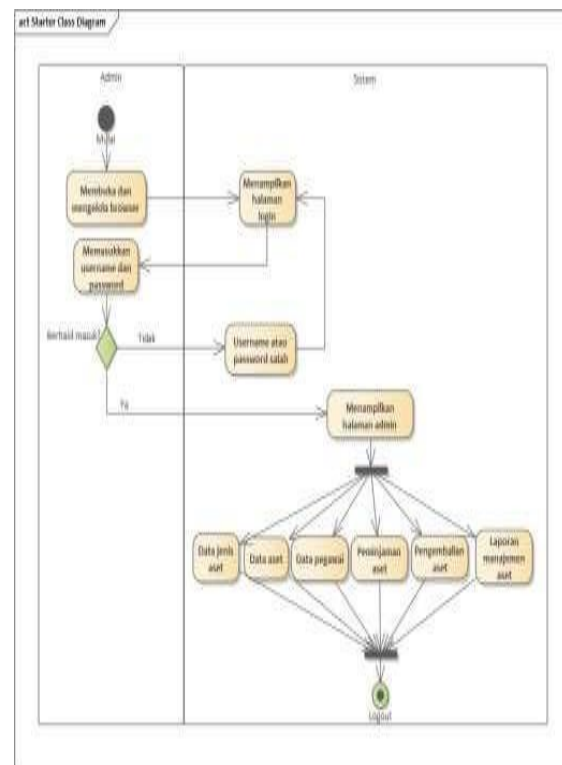 act Starter Class Diagram
Admin
Sistem
Mulai
Membuka dan
mengelola browser
Menampilkan
halaman
login
Memasukkan
username dan
password
Berhasil masuk?
Tidak
Username atau
password salah
Ya
Menampilkan
halaman admin
Data jenis
aset
Data aset
Data pegawai
Peminjaman
aset
Pengembalian
aset
Laporan
manajemen
aset
Logout